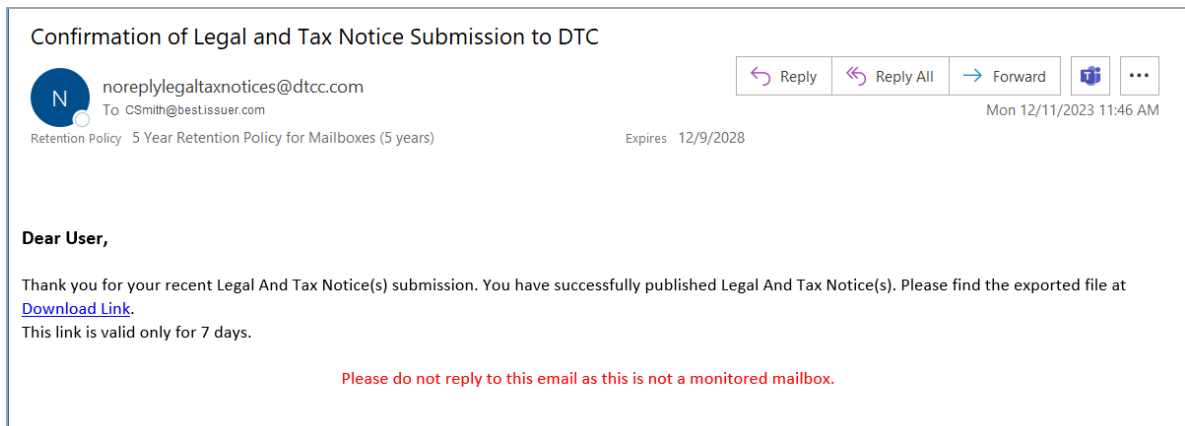 Confirmation of Legal and Tax Notice Submission to DTC
N
noreplylegaltaxnotices@dtcc.com
To CSmith@best.issuer.com
Reply
Reply All
Forward
Mon 12/11/2023 11:46 AM
Retention Policy 5 Year Retention Policy for Mailboxes (5 years)
Expires 12/9/2028
Dear User,
Thank you for your recent Legal And Tax Notice(s) submission. You have successfully published Legal And Tax Notice(s). Please find the exported file at
Download Link.
This link is valid only for 7 days.
Please do not reply to this email as this is not a monitored mailbox.